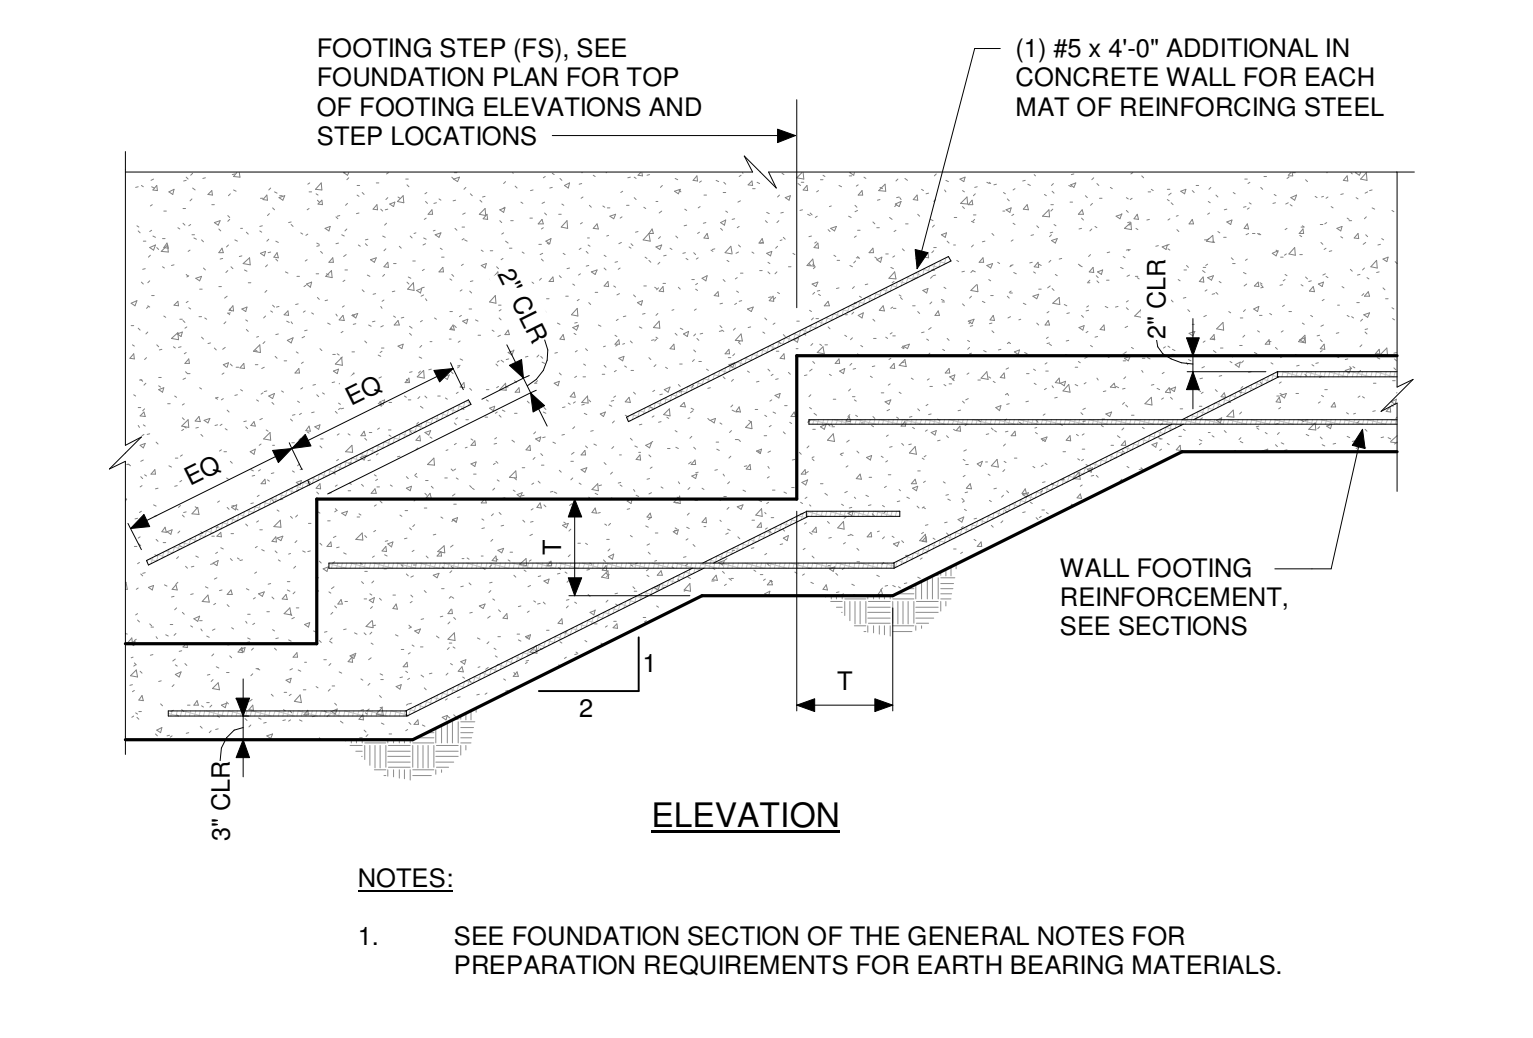 FOOTING STEP (FS), SEE
FOUNDATION PLAN FOR TOP
OF FOOTING ELEVATIONS AND
STEP LOCATIONS
(1) #5 x 4'-0" ADDITIONAL IN
CONCRETE WALL FOR EACH
MAT OF REINFORCING STEEL
2" CLR
2" CLR
EQ
EQ
T
WALL FOOTING
REINFORCEMENT,
SEE SECTIONS
1
2
T
3" CLR
ELEVATION
NOTES:
1. SEE FOUNDATION SECTION OF THE GENERAL NOTES FOR
PREPARATION REQUIREMENTS FOR EARTH BEARING MATERIALS.